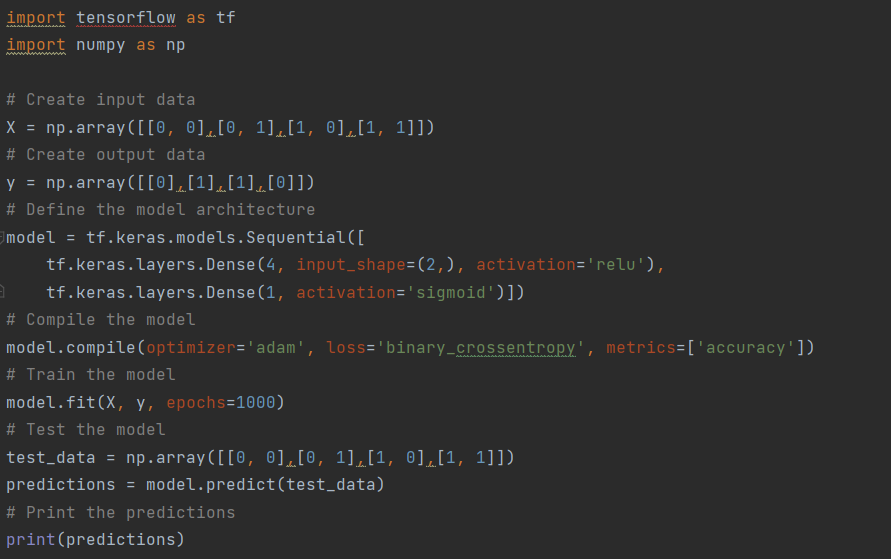 import tensorflow as tf
import numpy as np
# Create input data
X = np.array([[0, 0],[0, 1],[1, 0],[1, 1]])
# Create output data
y = np.array([[0],[1],[1],[0]])
# Define the model architecture
model = tf.keras.models.Sequential([
    tf.keras.layers.Dense(4, input_shape=(2,), activation='relu'),
    tf.keras.layers.Dense(1, activation='sigmoid')])
# Compile the model
model.compile(optimizer='adam', loss='binary_crossentropy', metrics=['accuracy'])
# Train the model
model.fit(X, y, epochs=1000)
# Test the model
test_data = np.array([[0, 0],[0, 1],[1, 0],[1, 1]])
predictions = model.predict(test_data)
# Print the predictions
print(predictions)